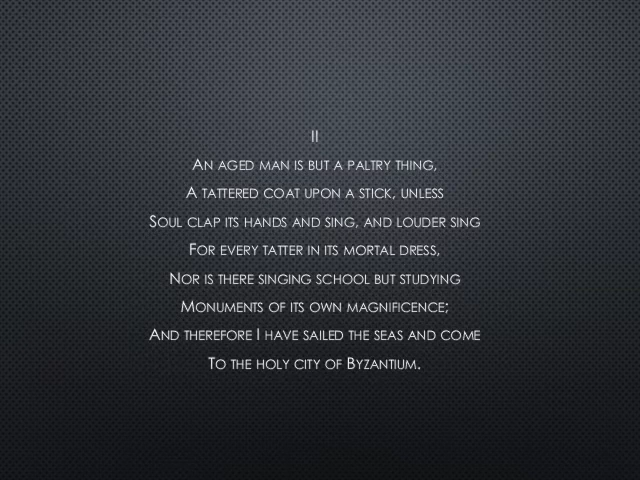 II
An aged man is but a paltry thing,
A tattered coat upon a stick, unless
Soul clap its hands and sing, and louder sing
For every tatter in its mortal dress,
Nor is there singing school but studying
Monuments of its own magnificence;
And therefore I have sailed the seas and come
To the holy city of Byzantium.